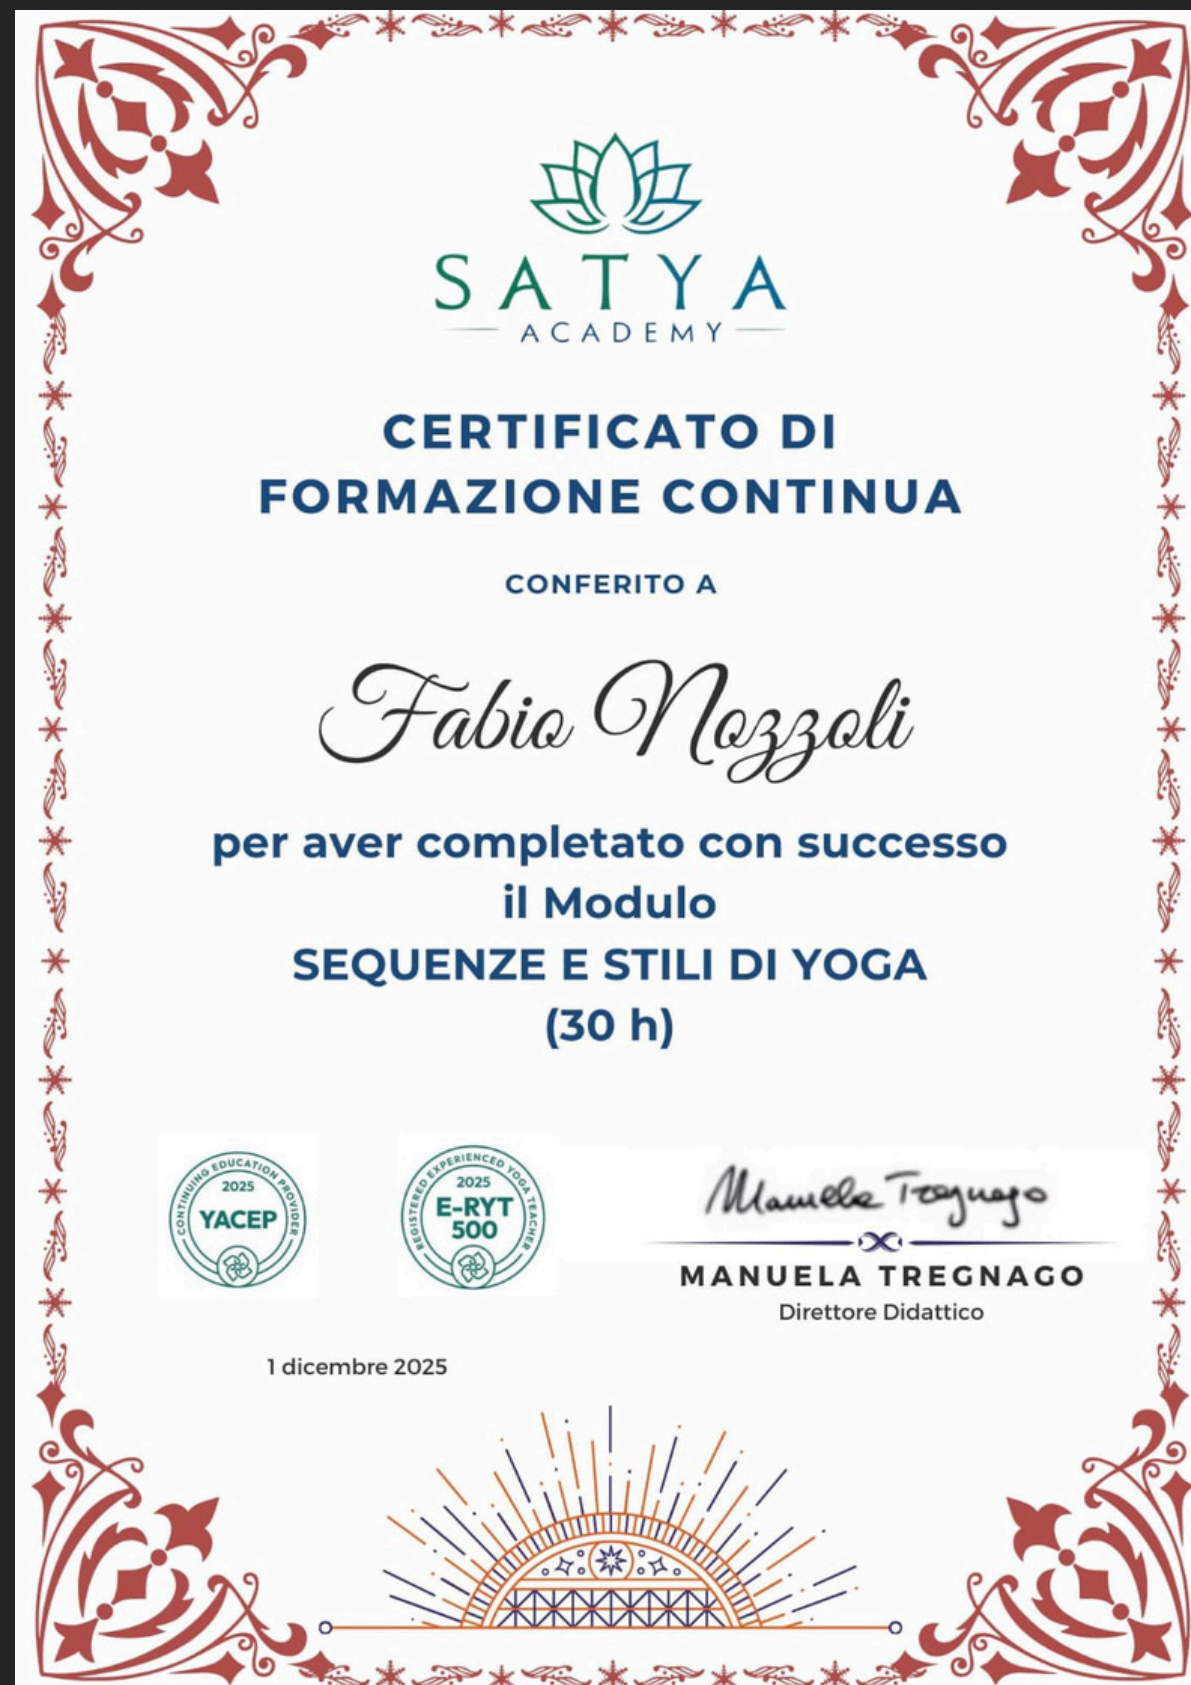 SATYA
ACADEMY
CERTIFICATO DI
FORMAZIONE CONTINUA
CONFERITO A
Fabio Nozzoli
per aver completato con successo
il Modulo
SEQUENZE E STILI DI YOGA
(30 h)
CONTINUING EDUCATION PROVIDER
2025
YACEP
REGISTERED EXPERIENCED YOGA TEACHER
2025
E-RYT
500
Manuela Tregnago
MANUELA TREGNAGO
Direttore Didattico
1 dicembre 2025